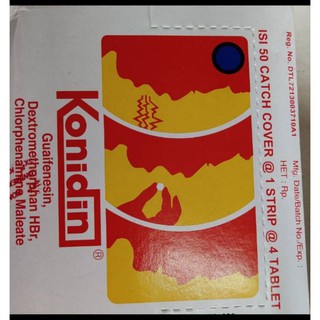 Reg. No. DTL7213003710A1
Mfg. Date/Batch No./Exp. :
HET : Rp.
ISI 50 CATCH COVER @ 1 STRIP @ 4 TABLET
Konidin®
Guaifenesin,
Dextromethorphan HBr,
Chlorphenamine Maleate